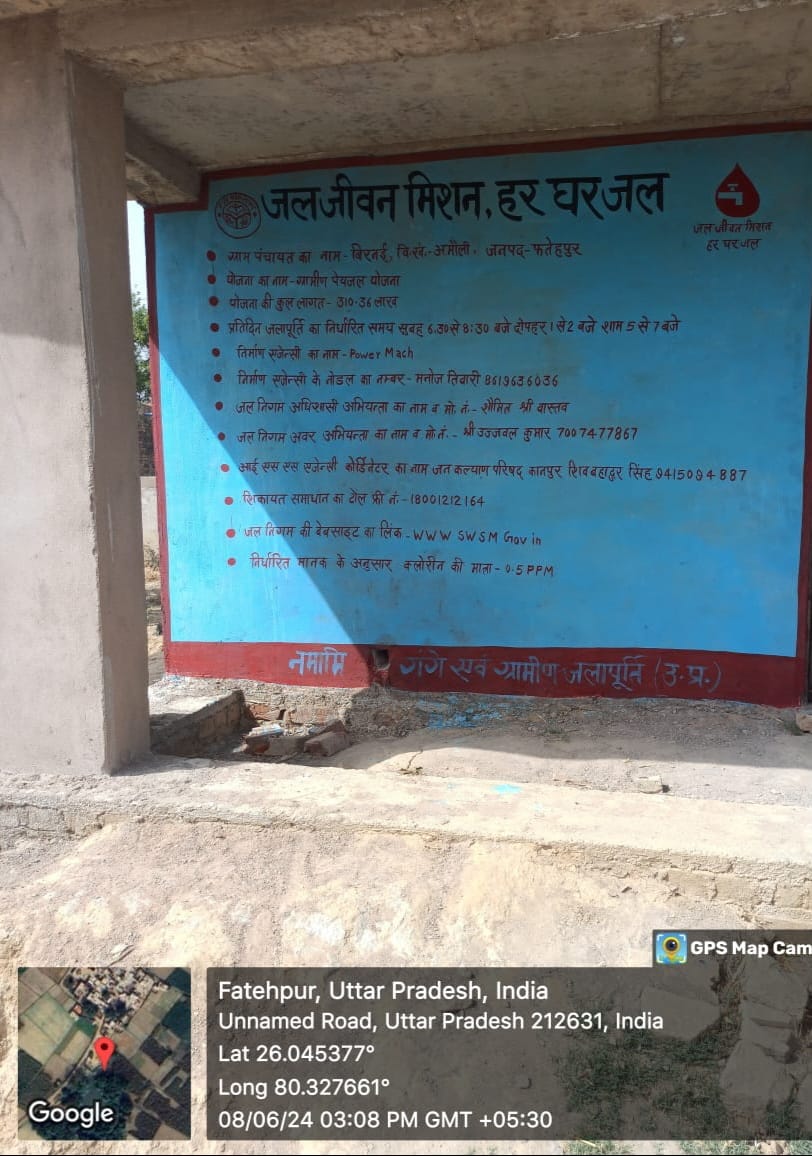 जल जीवन मिशन, हर घर जल
जल जीवन मिशन
हर घर जल
ग्राम पंचायत का नाम - बिरनई, वि.खं.-अमौली, जनपद-फतेहपुर
योजना का नाम-ग्रामीण पेयजल योजना
योजना की कुल लागत- 310.36 लाख
प्रतिदिन जलापूर्ति का निर्धारित समय सुबह 6.30 से 8:30 बजे दोपहर 1 से 2 बजे शाम 5 से 7 बजे
निर्माण एजेन्सी का नाम - Power Mach
निर्माण एजेन्सी के नोडल का नम्बर- मनोज तिवारी 8619636036
जल निगम अधिशासी अभियन्ता का नाम व मो. नं.- सौमित श्री वास्तव
जल निगम अवर अभियन्ता का नाम व मो.नं. - श्री उज्जवल कुमार 7007477867
आई एस एस एजेन्सी कोर्डिनेटर का नाम जन कल्याण परिषद कानपुर शिवबहादुर सिंह 9415094887
शिकायत समाधान का टोल फ्री नं- 18001212164
जल निगम की बेबसाइट का लिंक - WWW SWSM Gov in
निर्धारित मानक के अनुसार क्लोरीन की मात्रा - 0.5 PPM
नमामि गंगे एवं ग्रामीण जलापूर्ति (उ.प्र.)
GPS Map Cam
Fatehpur, Uttar Pradesh, India
Unnamed Road, Uttar Pradesh 212631, India
Lat 26.045377°
Long 80.327661°
08/06/24 03:08 PM GMT +05:30
Google